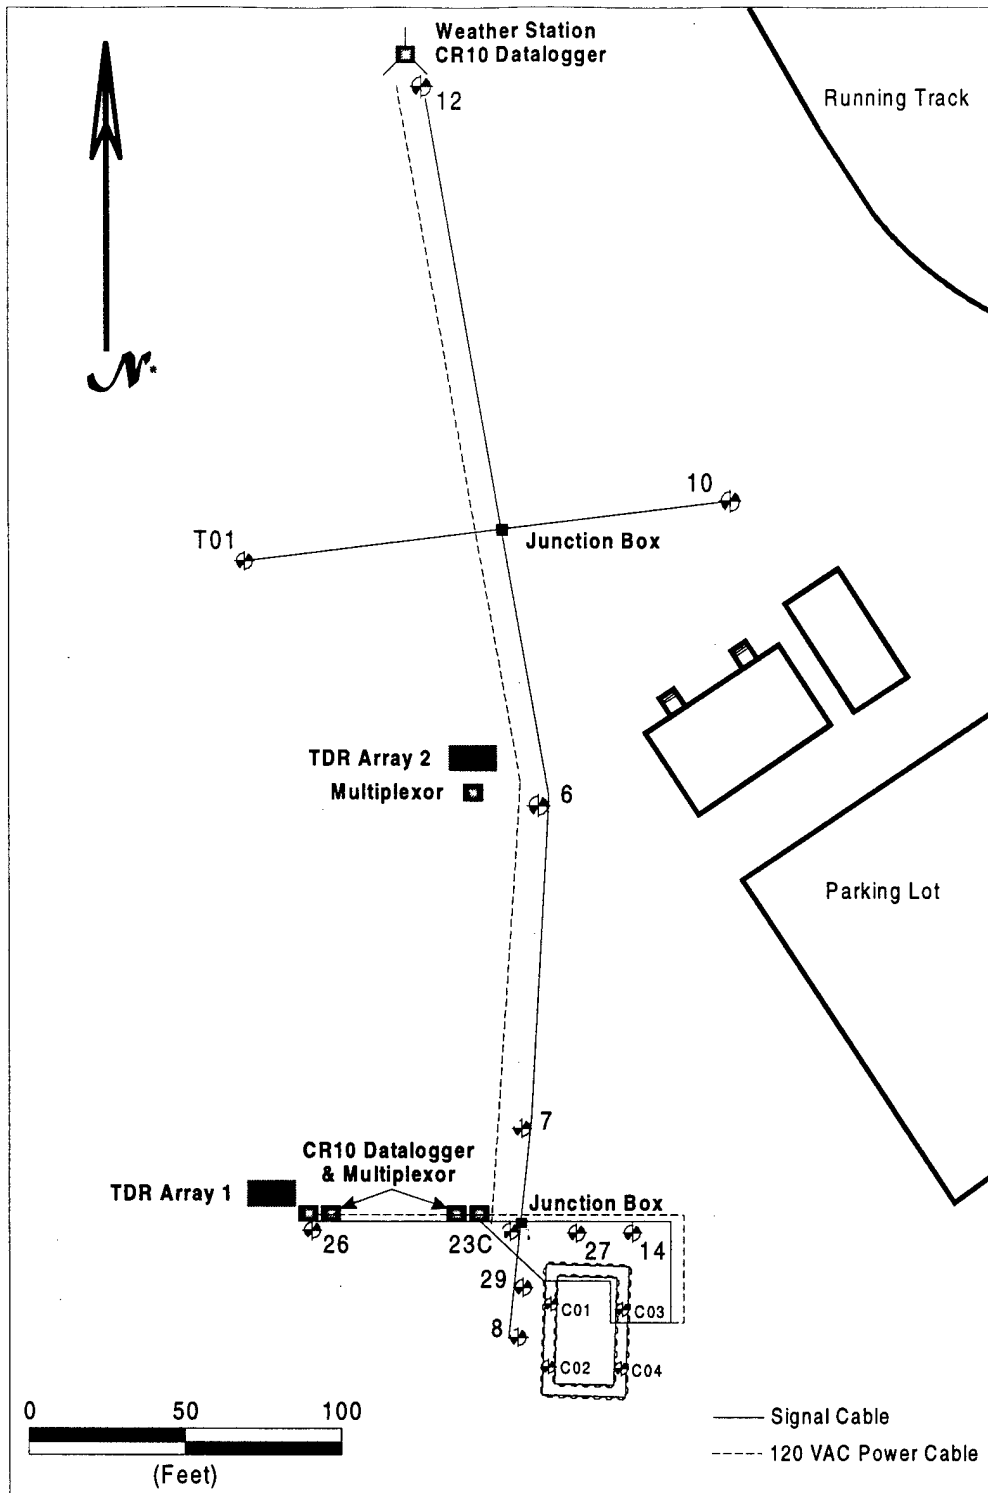 Weather Station
CR10 Datalogger
12
Running Track
N
10
T01
Junction Box
TDR Array 2
Multiplexor
6
Parking Lot
7
CR10 Datalogger
& Multiplexor
TDR Array 1
Junction Box
26
23C
27
14
29
C01
C03
8
C02
C04
0 50 100
(Feet)
Signal Cable
120 VAC Power Cable